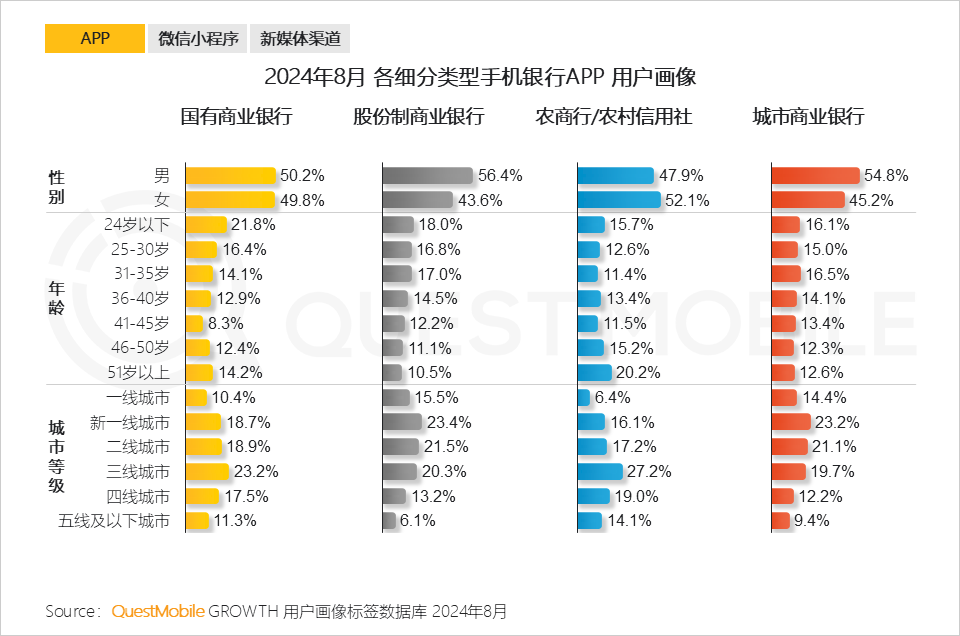 APP 微信小程序 新媒体渠道
2024年8月 各细分类型手机银行APP 用户画像
国有商业银行 股份制商业银行 农商行/农村信用社 城市商业银行
性别
男 50.2% 56.4% 47.9% 54.8%
女 49.8% 43.6% 52.1% 45.2%
年龄
24岁以下 21.8% 18.0% 15.7% 16.1%
25-30岁 16.4% 16.8% 12.6% 15.0%
31-35岁 14.1% 17.0% 11.4% 16.5%
36-40岁 12.9% 14.5% 13.4% 14.1%
41-45岁 8.3% 12.2% 11.5% 13.4%
46-50岁 12.4% 11.1% 15.2% 12.3%
51岁以上 14.2% 10.5% 20.2% 12.6%
城市等级
一线城市 10.4% 15.5% 6.4% 14.4%
新一线城市 18.7% 23.4% 16.1% 23.2%
二线城市 18.9% 21.5% 17.2% 21.1%
三线城市 23.2% 20.3% 27.2% 19.7%
四线城市 17.5% 13.2% 19.0% 12.2%
五线及以下城市 11.3% 6.1% 14.1% 9.4%
QUESTMOBILE
Source：QuestMobile GROWTH 用户画像标签数据库 2024年8月